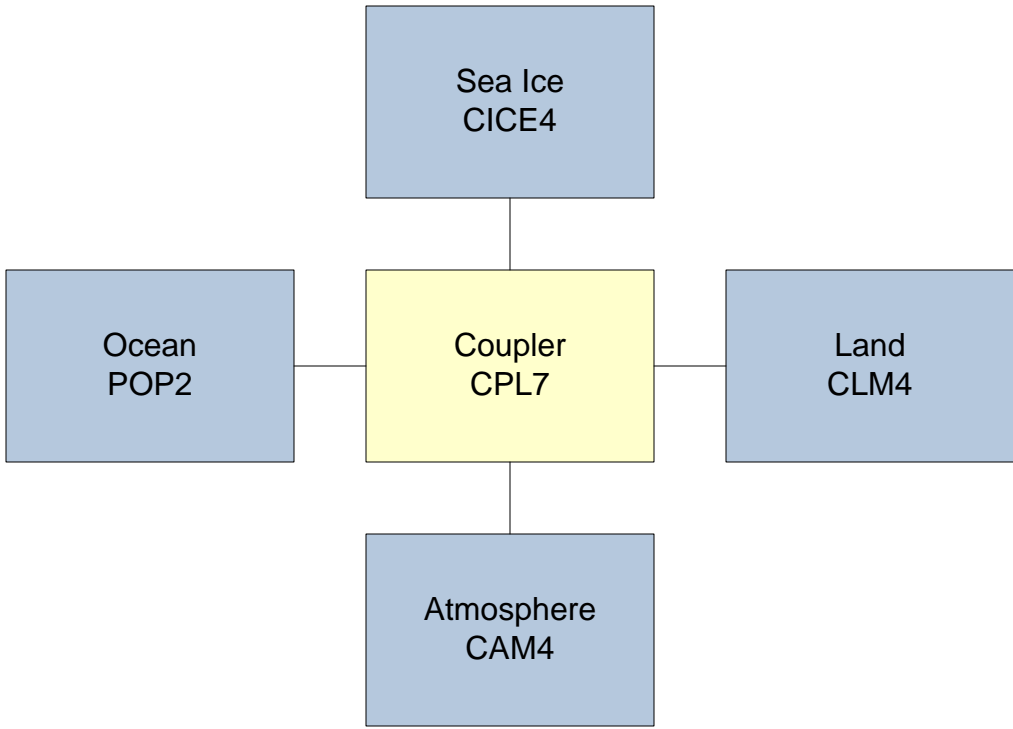 Sea Ice
CICE4
Ocean
POP2
Coupler
CPL7
Land
CLM4
Atmosphere
CAM4